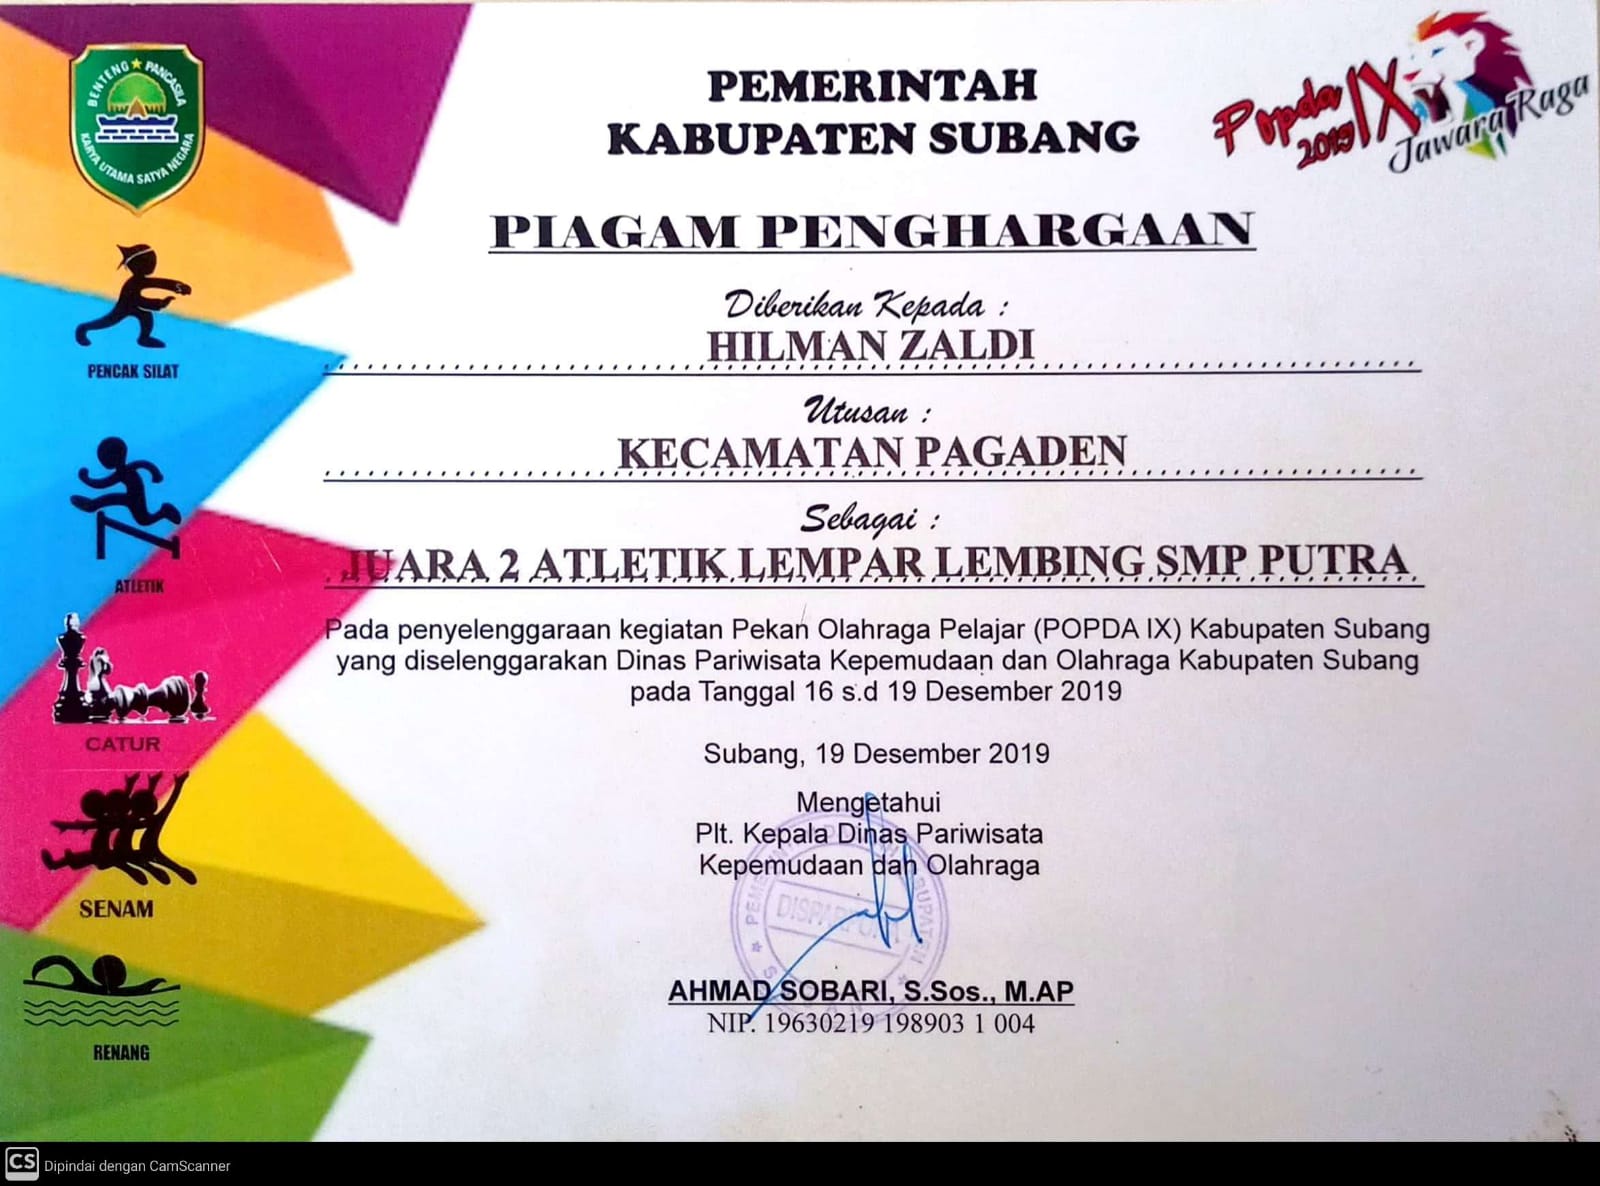 BENTENG PANCASILA
KARYA UTAMA SATYA NEGARA
PEMERINTAH
KABUPATEN SUBANG
Popda IX
2019
Jawara Raga
PIAGAM PENGHARGAAN
Diberikan Kepada :
HILMAN ZALDI
Utusan :
KECAMATAN PAGADEN
Sebagai :
JUARA 2 ATLETIK LEMPAR LEMBING SMP PUTRA
Pada penyelenggaraan kegiatan Pekan Olahraga Pelajar (POPDA IX) Kabupaten Subang
yang diselenggarakan Dinas Pariwisata Kepemudaan dan Olahraga Kabupaten Subang
pada Tanggal 16 s.d 19 Desember 2019
Subang, 19 Desember 2019
Mengetahui
Plt. Kepala Dinas Pariwisata
Kepemudaan dan Olahraga
AHMAD SOBARI, S.Sos., M.AP
NIP. 19630219 198903 1 004
PENCAK SILAT
ATLETIK
CATUR
SENAM
RENANG
CS Dipindai dengan CamScanner